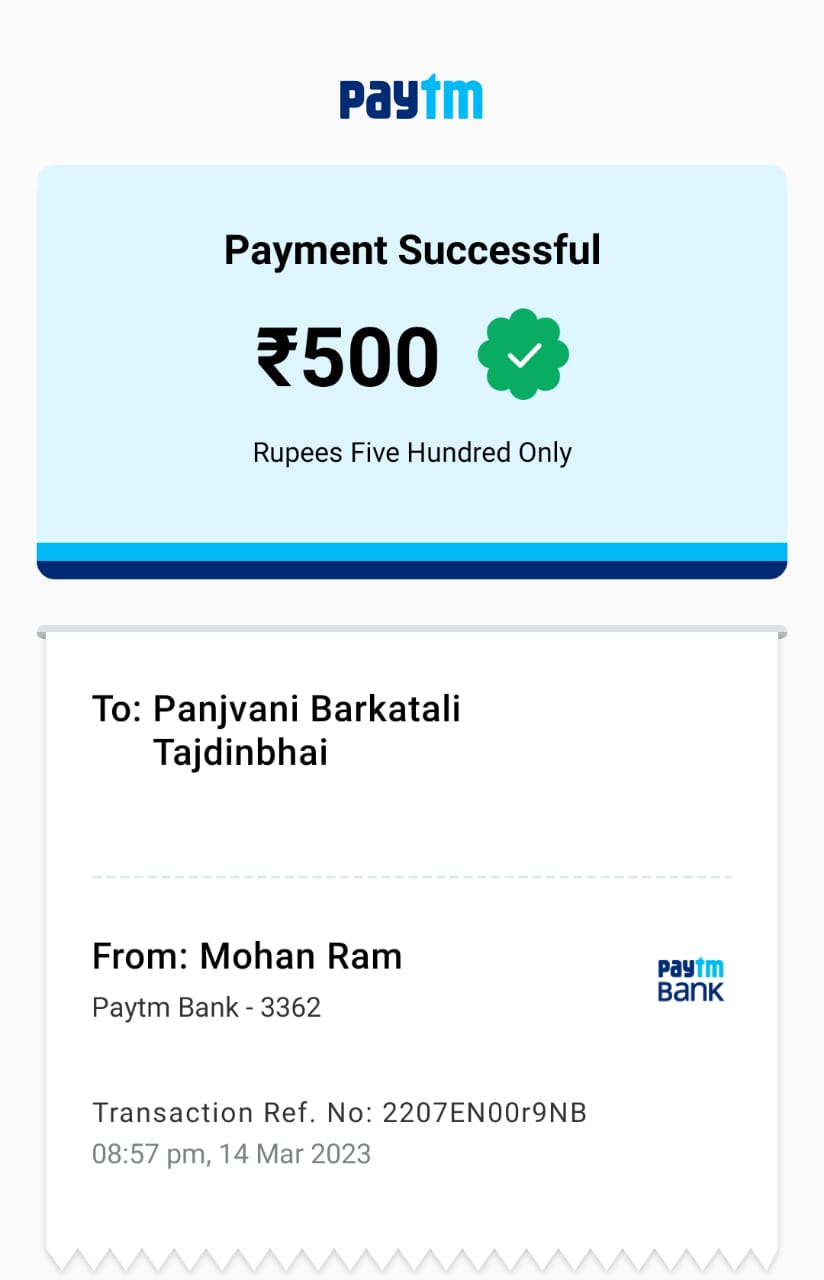 paytm
Payment Successful
₹500
Rupees Five Hundred Only
To: Panjvani Barkatali
Tajdinbhai
From: Mohan Ram
Paytm Bank - 3362
paytm
BANK
Transaction Ref. No: 2207EN00r9NB
08:57 pm, 14 Mar 2023